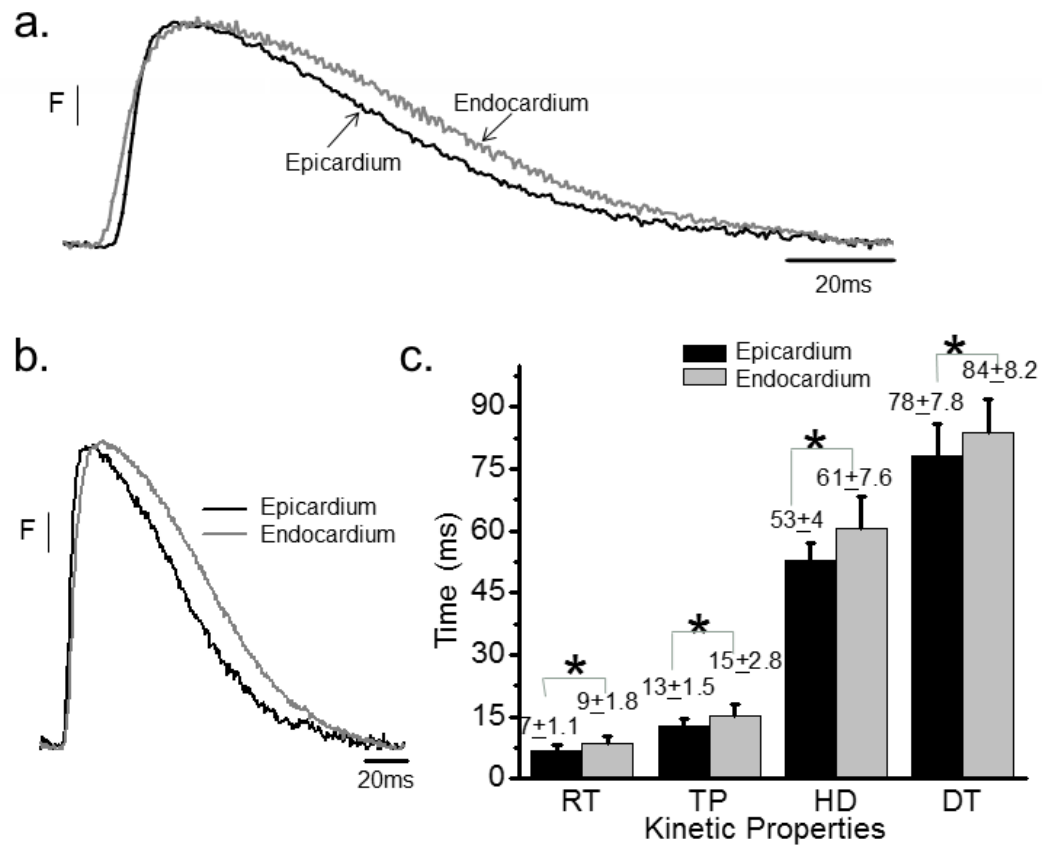 a.
F
Endocardium
Epicardium
20ms
b.
F
Epicardium
Endocardium
20ms
c.
Epicardium
Endocardium
Time (ms)
90
75
60
45
30
15
0
7±1.1
9±1.8
*
13±1.5
15±2.8
*
53±4
61±7.6
*
78±7.8
84±8.2
*
RT TP HD DT
Kinetic Properties